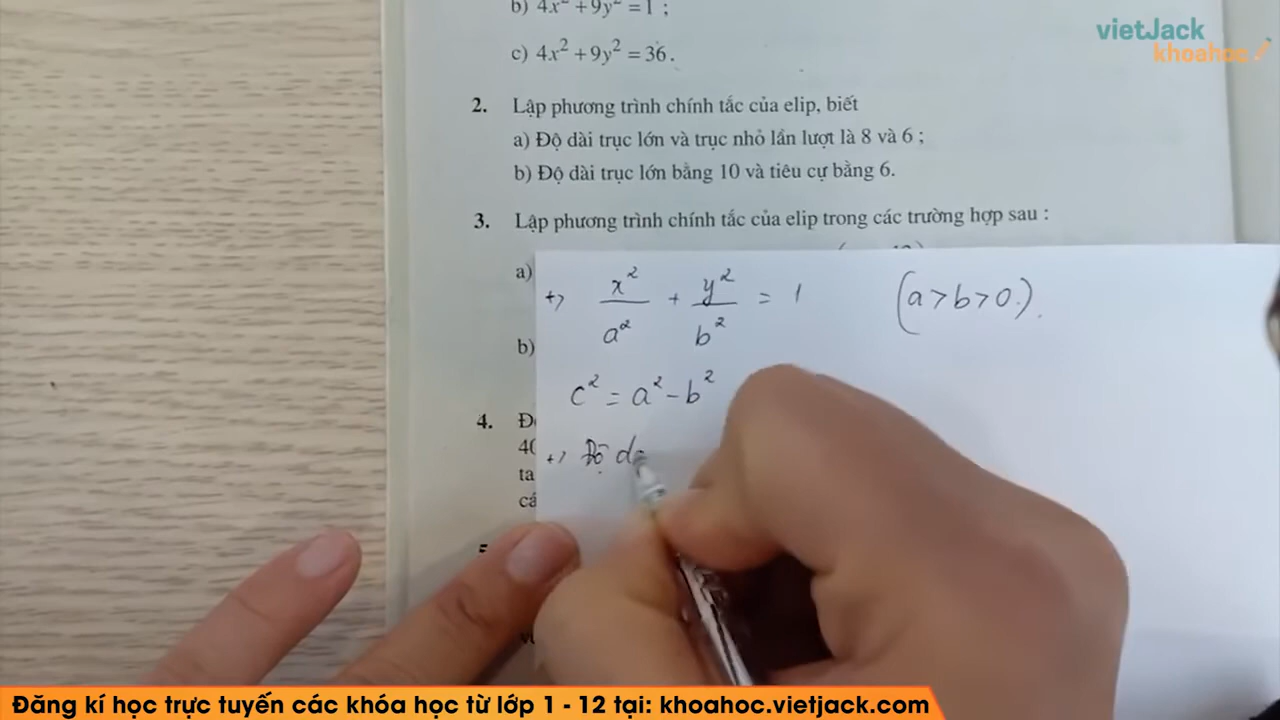 b) 4x² + 9y² = 1 ;
vietJack
khoahoc
c) 4x² + 9y² = 36.
2. Lập phương trình chính tắc của elip, biết
a) Độ dài trục lớn và trục nhỏ lần lượt là 8 và 6 ;
b) Độ dài trục lớn bằng 10 và tiêu cự bằng 6.
3. Lập phương trình chính tắc của elip trong các trường hợp sau :
a)
+) x²/a² + y²/b² = 1 (a>b>0).
b)
c² = a² - b²
4.
+) Độ
ta
Đăng kí học trực tuyến các khóa học từ lớp 1 - 12 tại: khoahoc.vietjack.com